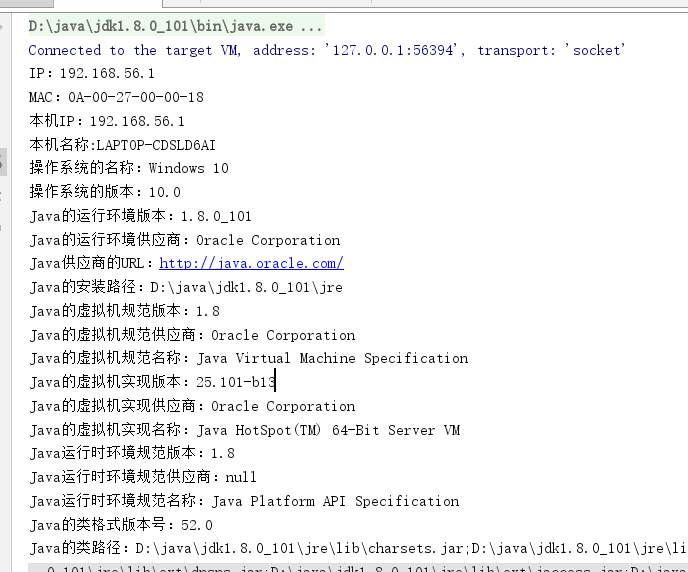 D:\java\jdk1.8.0_101\bin\java.exe ...
Connected to the target VM, address: '127.0.0.1:56394', transport: 'socket'
IP：192.168.56.1
MAC：0A-00-27-00-00-18
本机IP：192.168.56.1
本机名称:LAPTOP-CDSLD6AI
操作系统的名称：Windows 10
操作系统的版本：10.0
Java的运行环境版本：1.8.0_101
Java的运行环境供应商：Oracle Corporation
Java供应商的URL：http://java.oracle.com/
Java的安装路径：D:\java\jdk1.8.0_101\jre
Java的虚拟机规范版本：1.8
Java的虚拟机规范供应商：Oracle Corporation
Java的虚拟机规范名称：Java Virtual Machine Specification
Java的虚拟机实现版本：25.101-b13
Java的虚拟机实现供应商：Oracle Corporation
Java的虚拟机实现名称：Java HotSpot(TM) 64-Bit Server VM
Java运行时环境规范版本：1.8
Java运行时环境规范供应商：null
Java运行时环境规范名称：Java Platform API Specification
Java的类格式版本号：52.0
Java的类路径：D:\java\jdk1.8.0_101\jre\lib\charsets.jar;D:\java\jdk1.8.0_101\jre\li